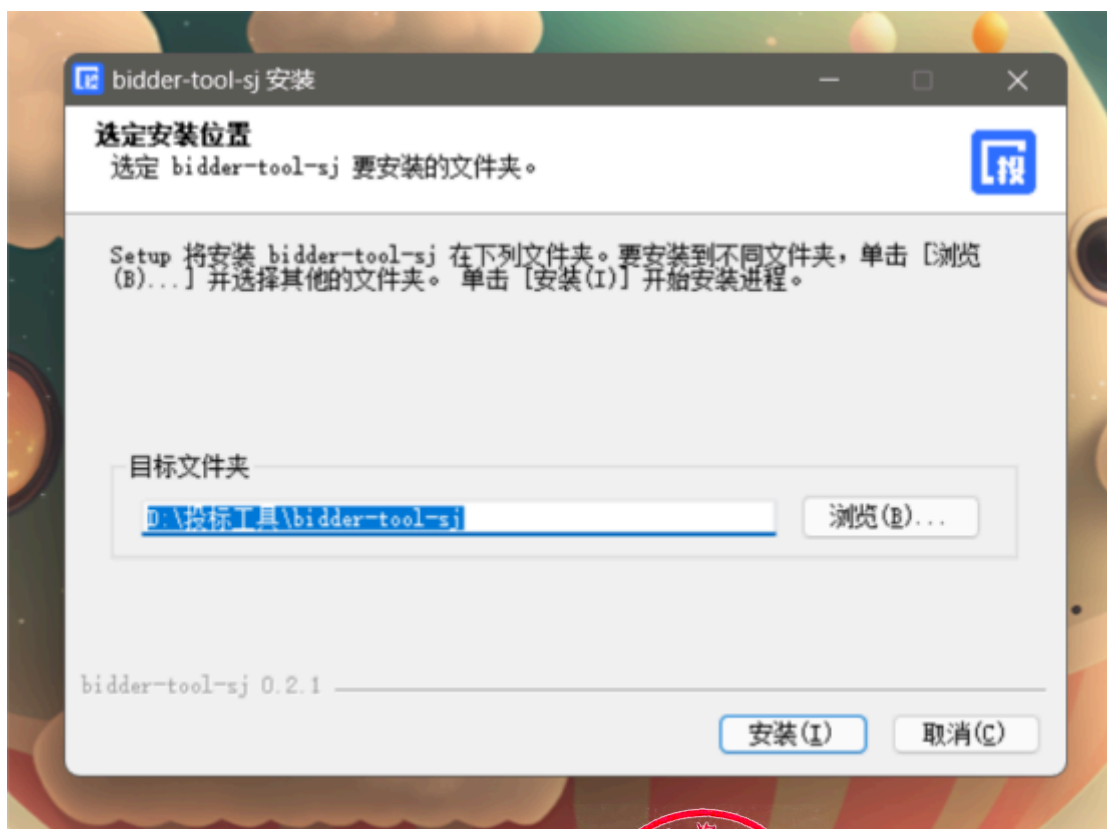 bidder-tool-sj 安装
选定安装位置
选定 bidder-tool-sj 要安装的文件夹。
投
Setup 将安装 bidder-tool-sj 在下列文件夹。要安装到不同文件夹，单击 [浏览
(B)...] 并选择其他的文件夹。 单击 [安装(I)] 开始安装进程。
目标文件夹
D:\投标工具\bidder-tool-sj
浏览(B)...
bidder-tool-sj 0.2.1
安装(I)
取消(C)